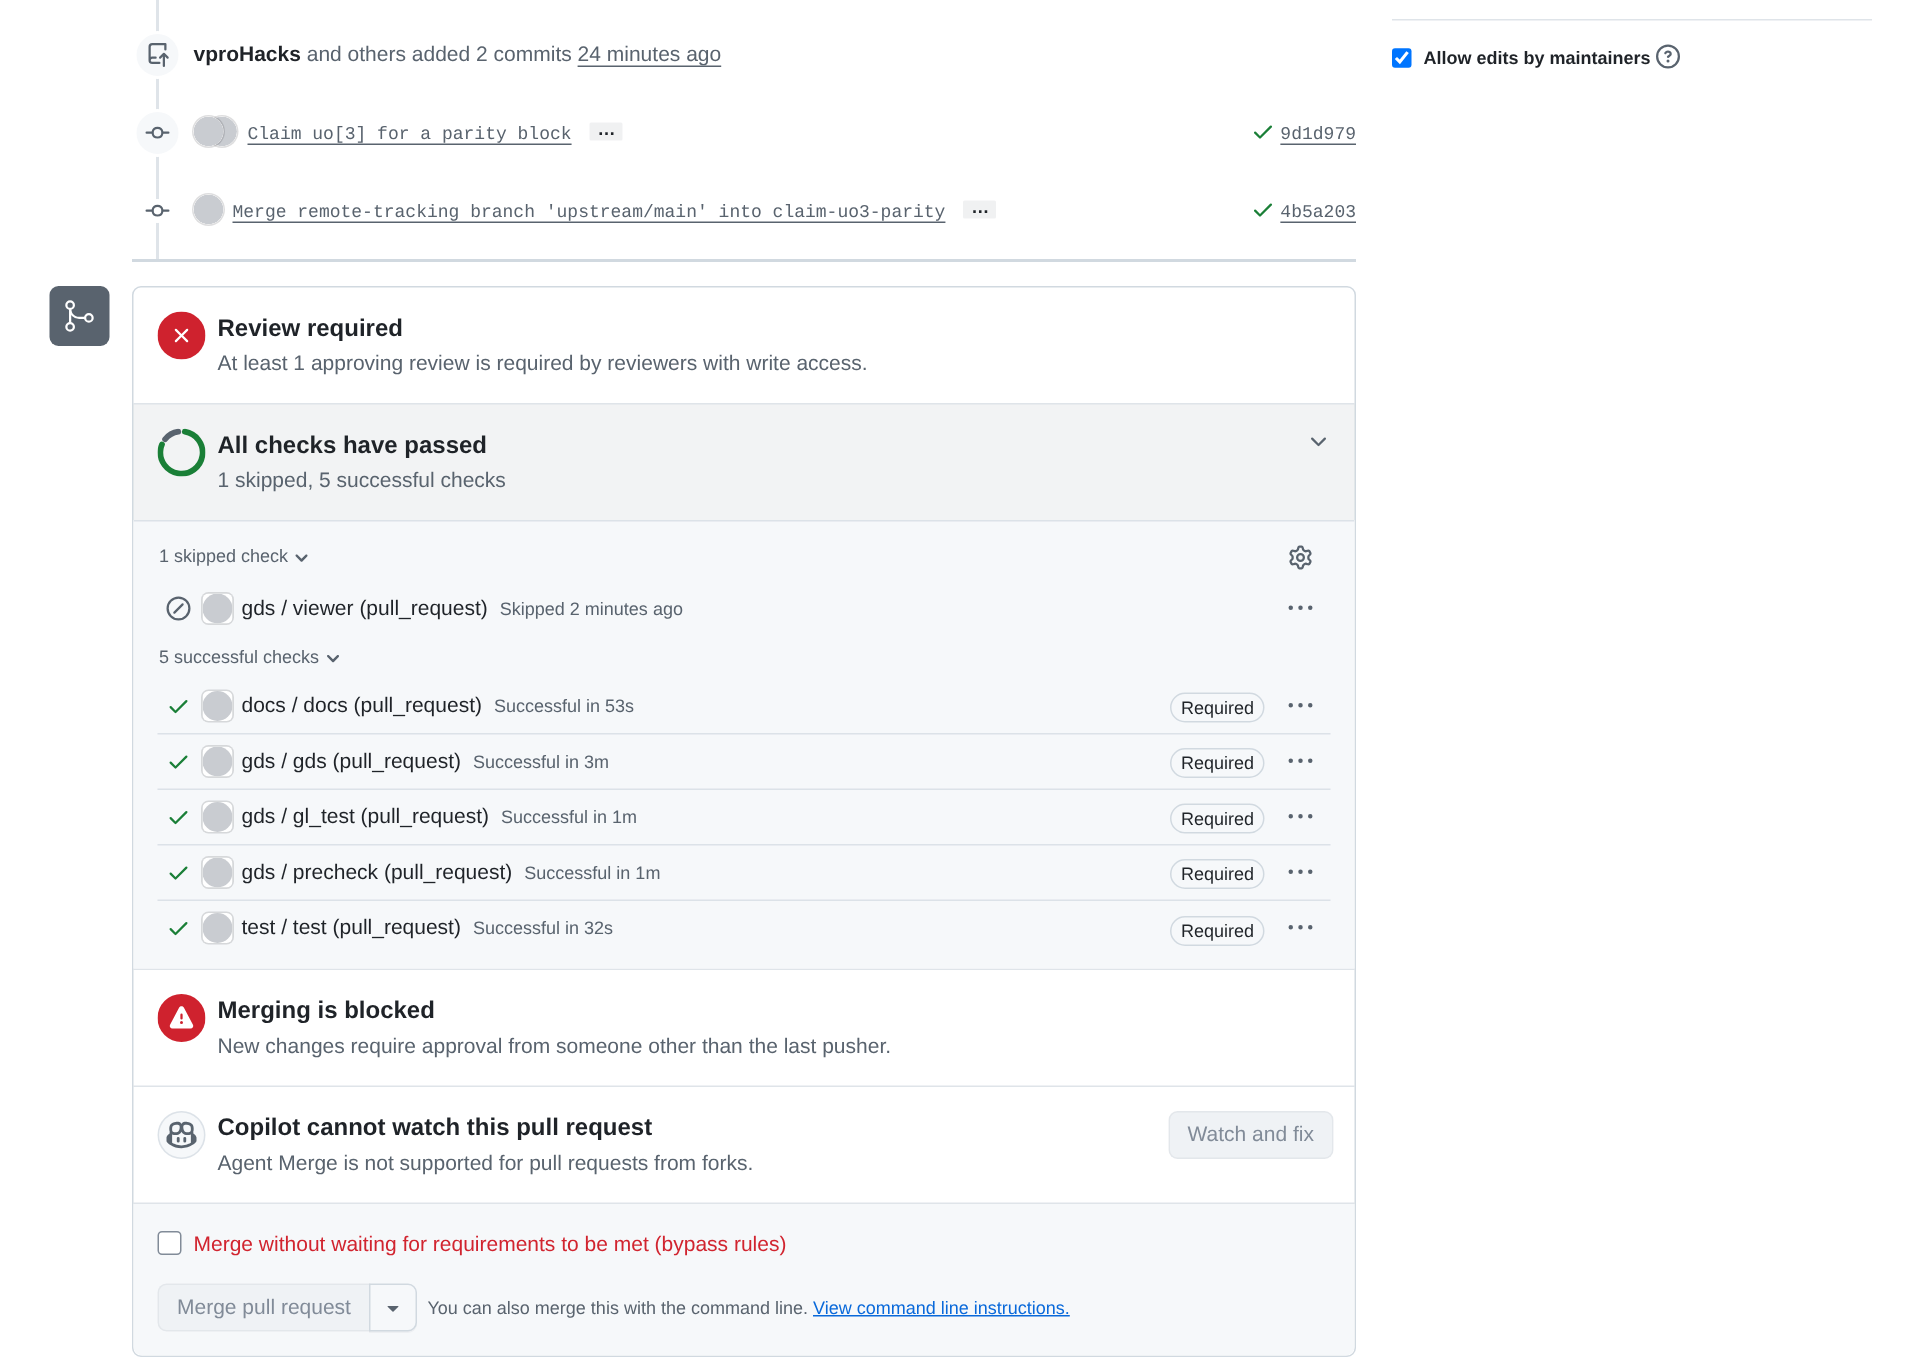 vproHacks and others added 2 commits 24 minutes ago
Allow edits by maintainers
Claim uo[3] for a parity block ... 9d1d979
Merge remote-tracking branch 'upstream/main' into claim-uo3-parity ... 4b5a203
Review required
At least 1 approving review is required by reviewers with write access.
All checks have passed
1 skipped, 5 successful checks
1 skipped check
gds / viewer (pull_request) Skipped 2 minutes ago
5 successful checks
docs / docs (pull_request) Successful in 53s Required
gds / gds (pull_request) Successful in 3m Required
gds / gl_test (pull_request) Successful in 1m Required
gds / precheck (pull_request) Successful in 1m Required
test / test (pull_request) Successful in 32s Required
Merging is blocked
New changes require approval from someone other than the last pusher.
Copilot cannot watch this pull request
Agent Merge is not supported for pull requests from forks.
Watch and fix
Merge without waiting for requirements to be met (bypass rules)
Merge pull request
You can also merge this with the command line. View command line instructions.